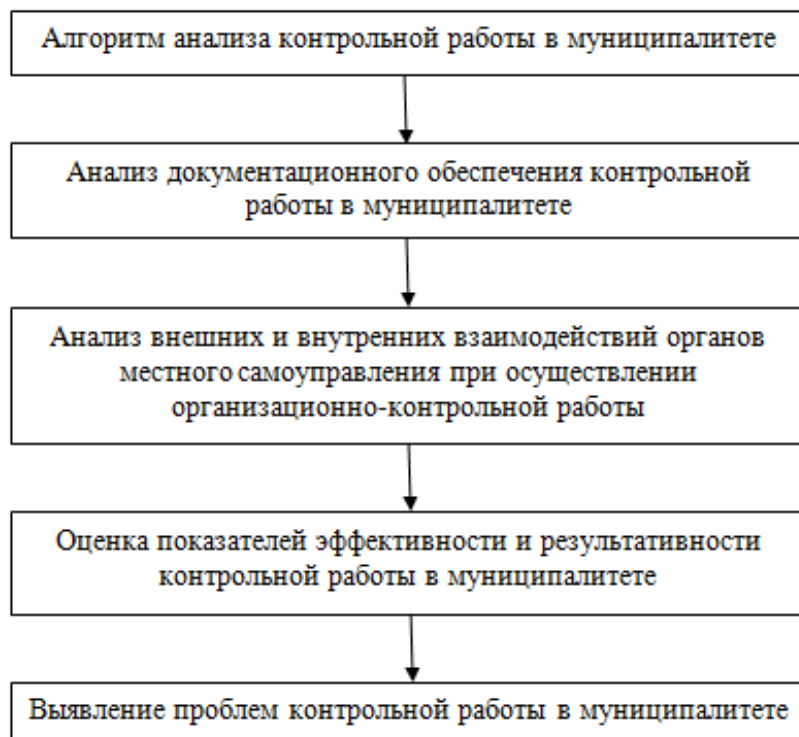 Алгоритм анализа контрольной работы в муниципалитете
Анализ документационного обеспечения контрольной
работы в муниципалитете
Анализ внешних и внутренних взаимодействий органов
местного самоуправления при осуществлении
организационно-контрольной работы
Оценка показателей эффективности и результативности
контрольной работы в муниципалитете
Выявление проблем контрольной работы в муниципалитете